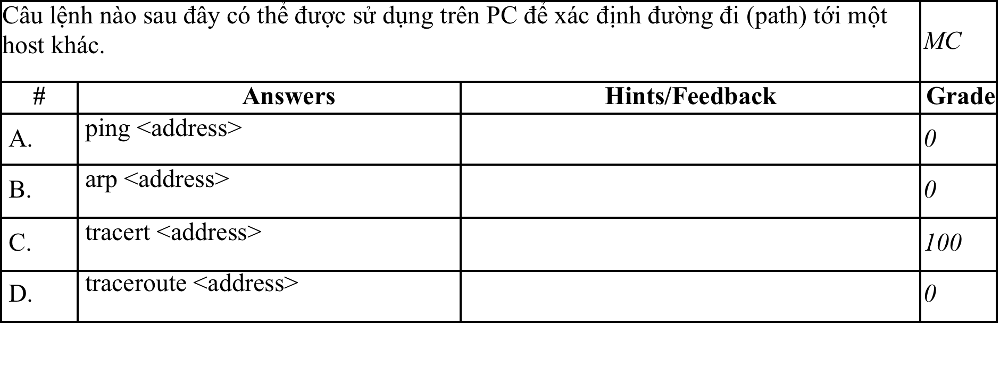 Câu lệnh nào sau đây có thể được sử dụng trên PC để xác định đường đi (path) tới một
host khác.
MC
# Answers Hints/Feedback Grade
A. ping <address> 0
B. arp <address> 0
C. tracert <address> 100
D. traceroute <address> 0